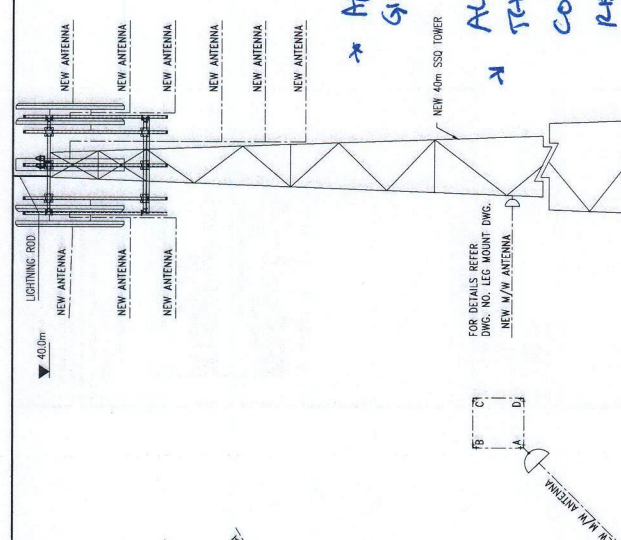 LIGHTNING ROD
40.0m
NEW ANTENNA
NEW ANTENNA
NEW ANTENNA
NEW ANTENNA
NEW ANTENNA
NEW ANTENNA
NEW ANTENNA
NEW ANTENNA
NEW ANTENNA
NEW 40m SSQ TOWER
FOR DETAILS REFER
DWG. NO. LEG MOUNT DWG.
NEW M/W ANTENNA
B
C
A
D
M/W ANTENNA